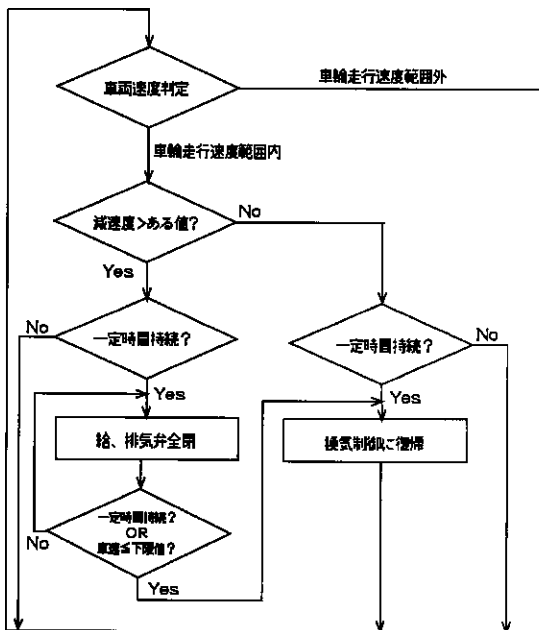 車輪走行速度範囲外
車両速度判定
車輪走行速度範囲内
減速度>ある値?
No
Yes
No
一定時間持続?
一定時間持続?
No
Yes
Yes
給、排気弁全閉
換気制御に復帰
一定時間持続?
OR
車速≦下限値?
No
Yes